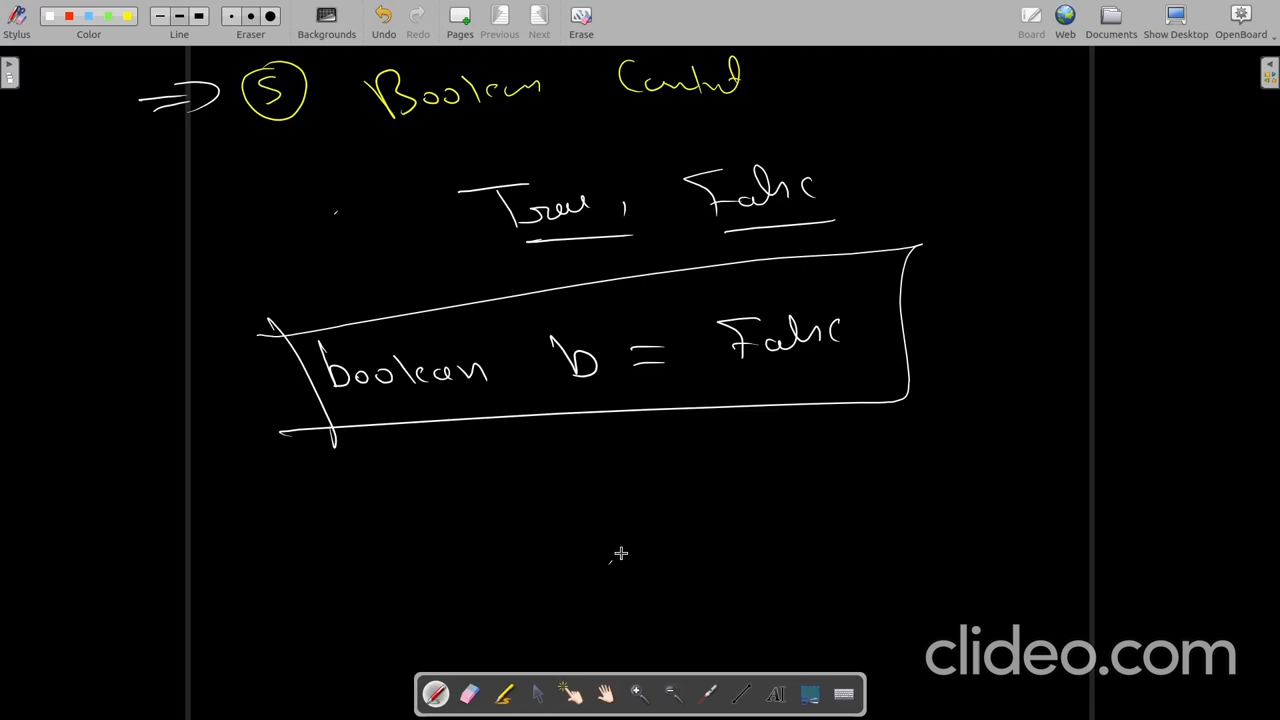 Stylus Color Line Eraser Backgrounds Undo Redo Pages Previous Next Erase Board Web Documents Show Desktop OpenBoard
⇒ 5 Boolean
True, False
boolean b = False
clideo.com